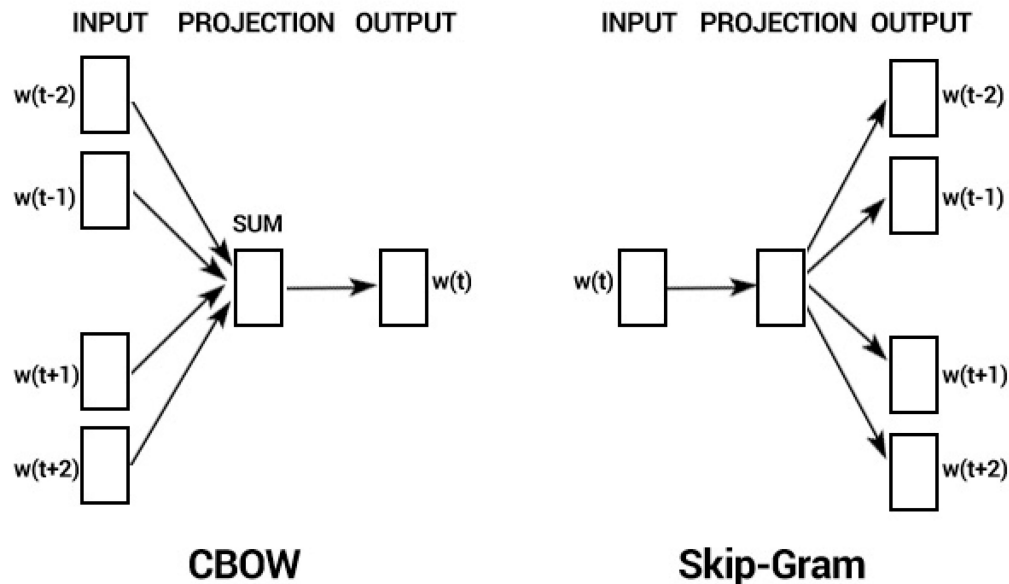 INPUT PROJECTION OUTPUT
w(t-2)
w(t-1)
SUM
w(t)
w(t+1)
w(t+2)
CBOW
INPUT PROJECTION OUTPUT
w(t-2)
w(t-1)
w(t)
w(t+1)
w(t+2)
Skip-Gram